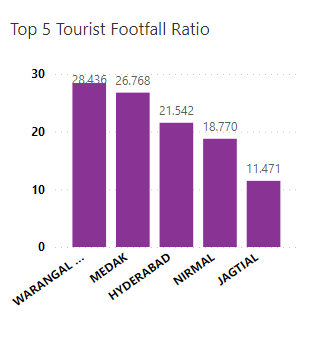 Top 5 Tourist Footfall Ratio
30
28.436
26.768
21.542
20
18.770
11.471
10
0
WARANGAL ...
MEDAK
HYDERABAD
NIRMAL
JAGTIAL